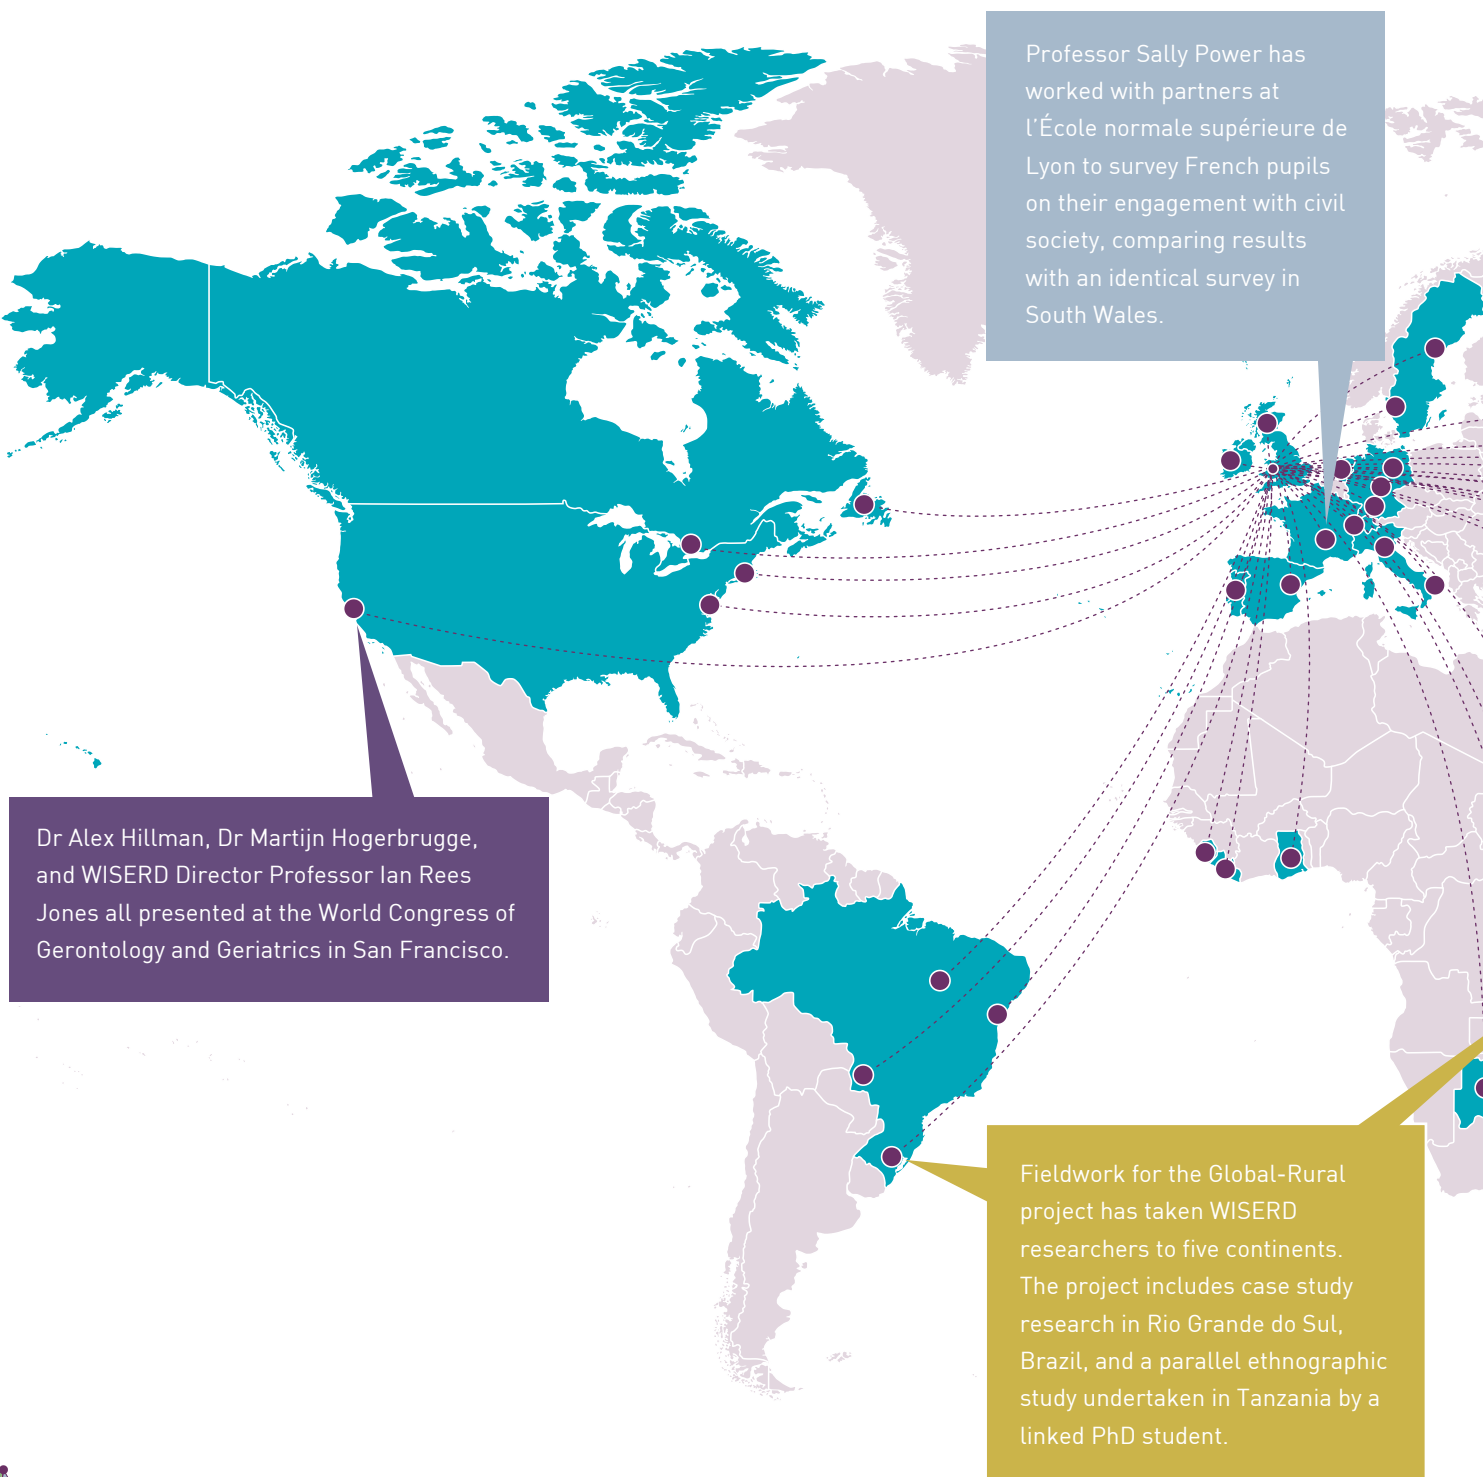 Professor Sally Power has
worked with partners at
l'École normale supérieure de
Lyon to survey French pupils
on their engagement with civil
society, comparing results
with an identical survey in
South Wales.
Dr Alex Hillman, Dr Martijn Hogerbrugge,
and WISERD Director Professor Ian Rees
Jones all presented at the World Congress of
Gerontology and Geriatrics in San Francisco.
Fieldwork for the Global-Rural
project has taken WISERD
researchers to five continents.
The project includes case study
research in Rio Grande do Sul,
Brazil, and a parallel ethnographic
study undertaken in Tanzania by a
linked PhD student.